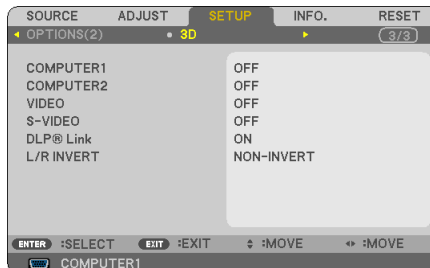 SOURCE ADJUST SETUP INFO. RESET
OPTIONS(2) 3D 3/3
COMPUTER1 OFF
COMPUTER2 OFF
VIDEO OFF
S-VIDEO OFF
DLP® Link ON
L/R INVERT NON-INVERT
ENTER :SELECT EXIT :EXIT :MOVE :MOVE
COMPUTER1